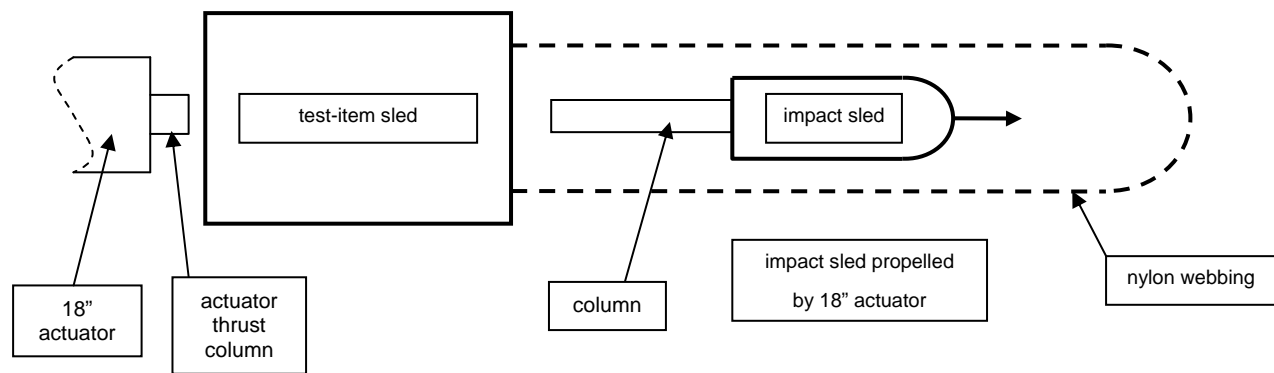 test-item sled
impact sled
18”
actuator
actuator
thrust
column
column
impact sled propelled
by 18” actuator
nylon webbing